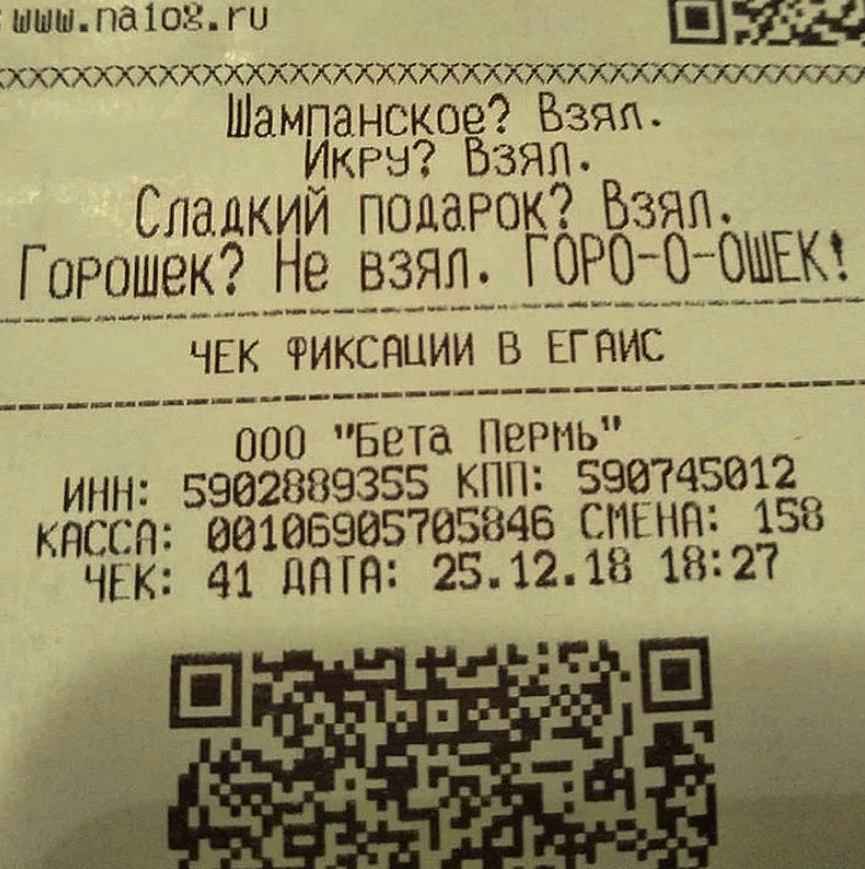 www.nalog.ru
Шампанское? Взял.
Икру? Взял.
Сладкий подарок? Взял.
Горошек? Не взял. ГОРО-О-ОШЕК!
ЧЕК ФИКСАЦИИ В ЕГАИС
ООО "Бета Пермь"
ИНН: 5902889355 КПП: 590745012
КАССА: 00106905705846 СМЕНА: 158
ЧЕК: 41 ДАТА: 25.12.18 18:27